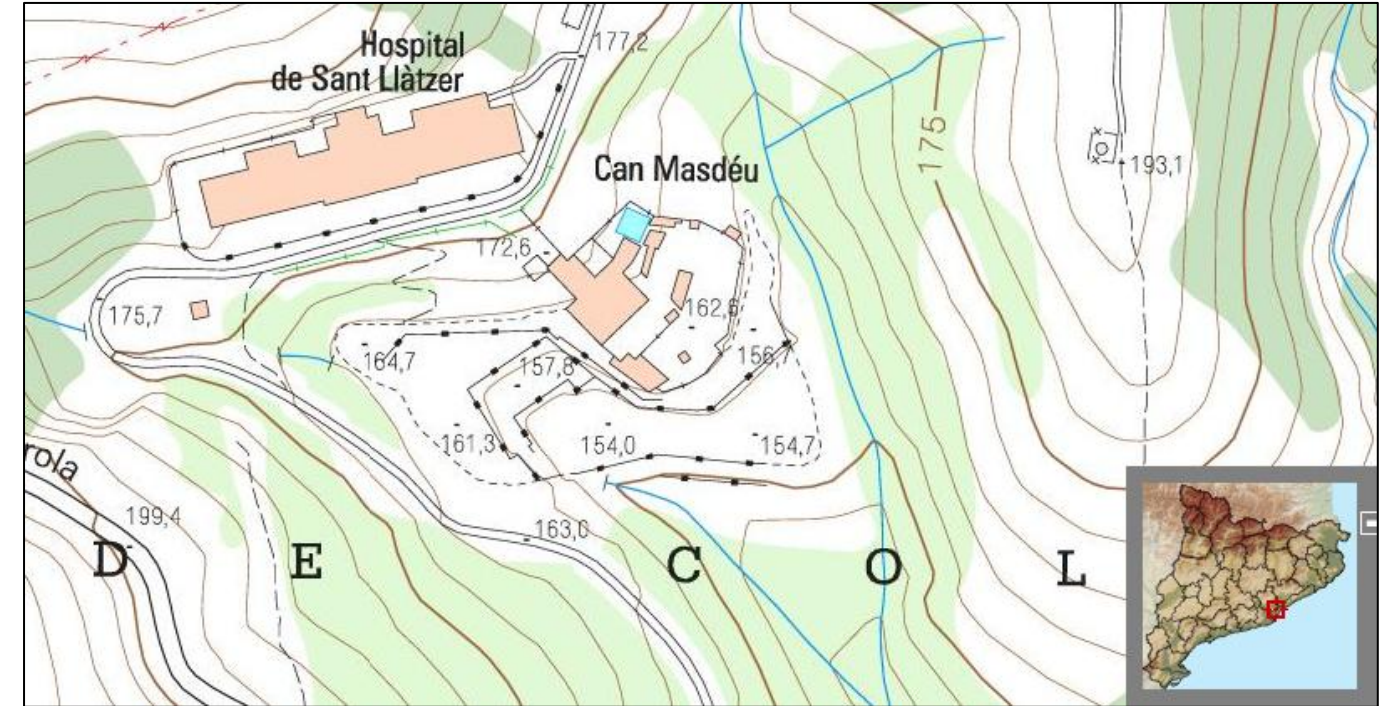 Hospital
de Sant Llàtzer
177,2
175
Can Masdéu
193,1
172,6
175,7
162,6
164,7
157,8
156,7
161,3
154,0
154,7
rola
199,4
163,0
D E C O L